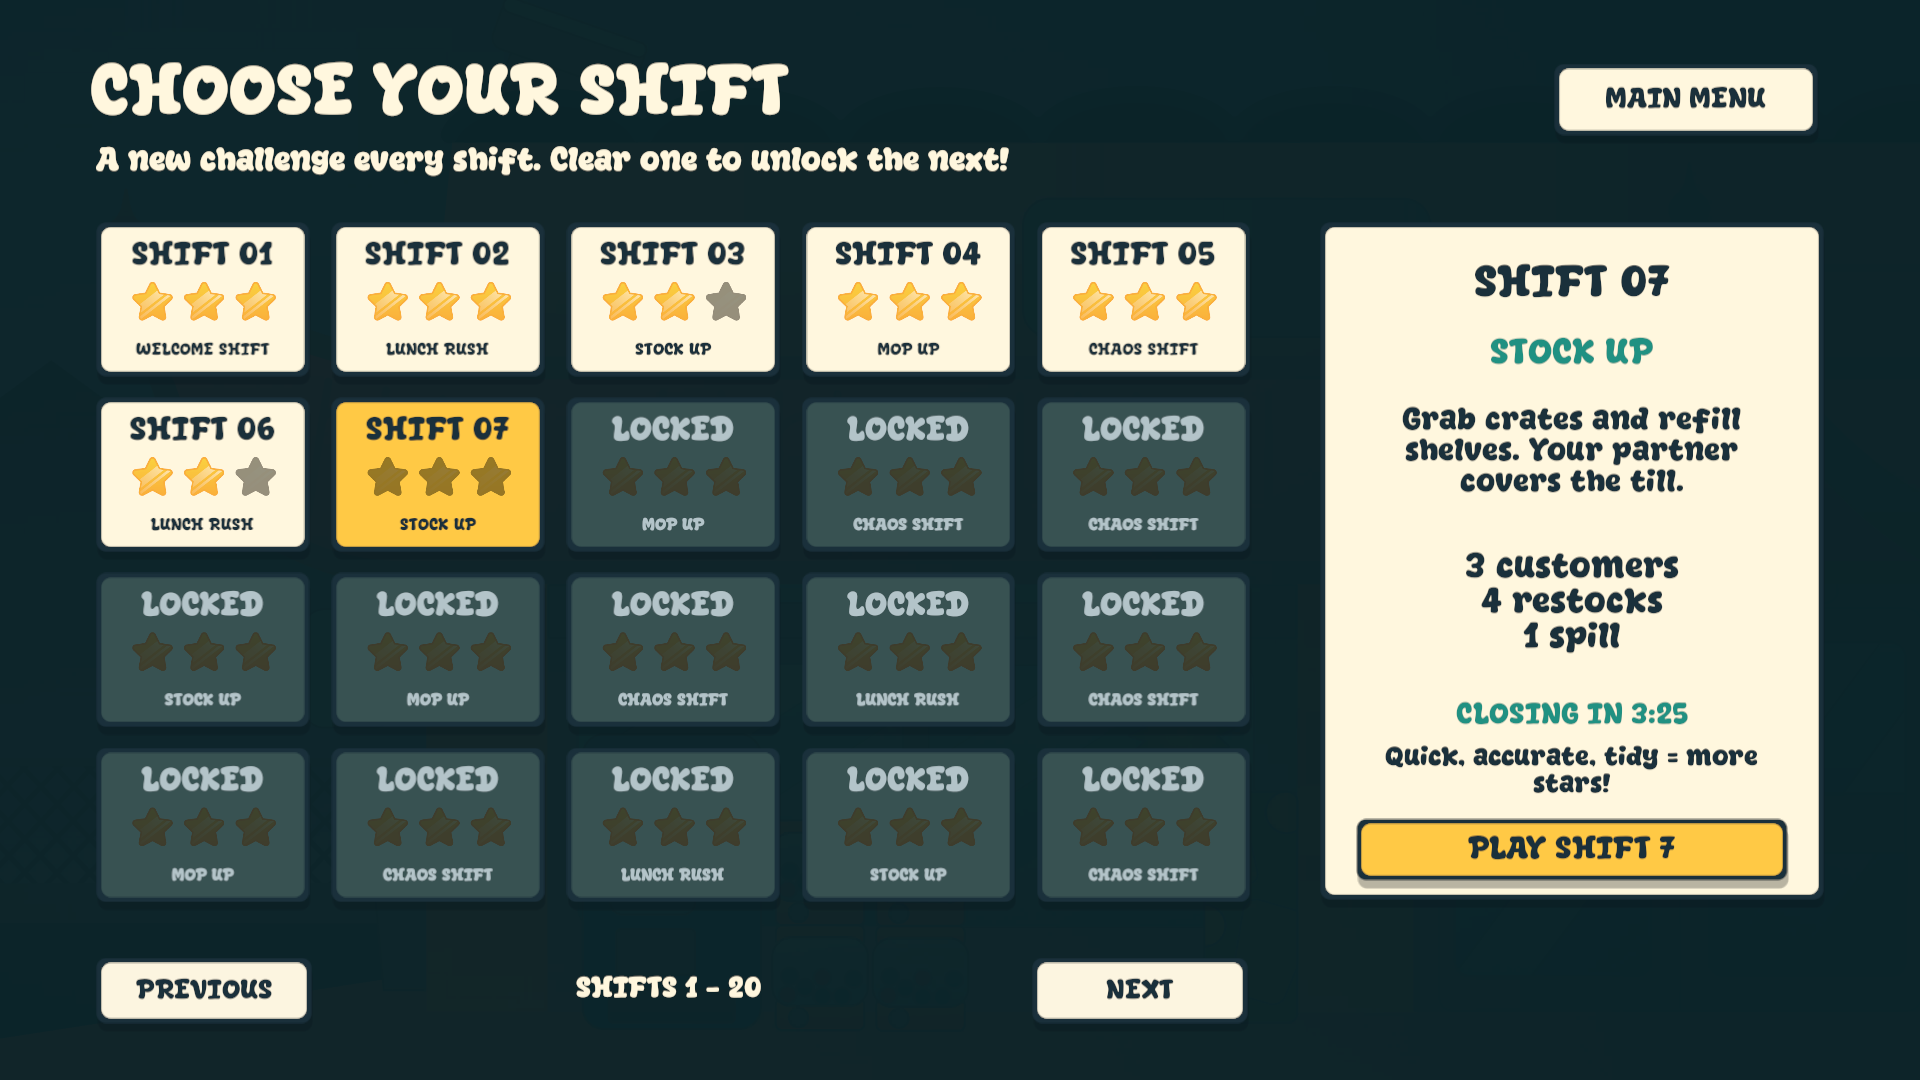 CHOOSE YOUR SHIFT
MAIN MENU
A new challenge every shift. Clear one to unlock the next!
SHIFT 01
WELCOME SHIFT
SHIFT 02
LUNCH RUSH
SHIFT 03
STOCK UP
SHIFT 04
MOP UP
SHIFT 05
CHAOS SHIFT
SHIFT 06
LUNCH RUSH
SHIFT 07
STOCK UP
LOCKED
MOP UP
LOCKED
CHAOS SHIFT
LOCKED
CHAOS SHIFT
LOCKED
STOCK UP
LOCKED
MOP UP
LOCKED
CHAOS SHIFT
LOCKED
LUNCH RUSH
LOCKED
CHAOS SHIFT
LOCKED
MOP UP
LOCKED
CHAOS SHIFT
LOCKED
LUNCH RUSH
LOCKED
STOCK UP
LOCKED
CHAOS SHIFT
SHIFT 07
STOCK UP
Grab crates and refill
shelves. Your partner
covers the till.
3 customers
4 restocks
1 spill
CLOSING IN 3:25
Quick, accurate, tidy = more
stars!
PLAY SHIFT 7
PREVIOUS
SHIFTS 1 - 20
NEXT